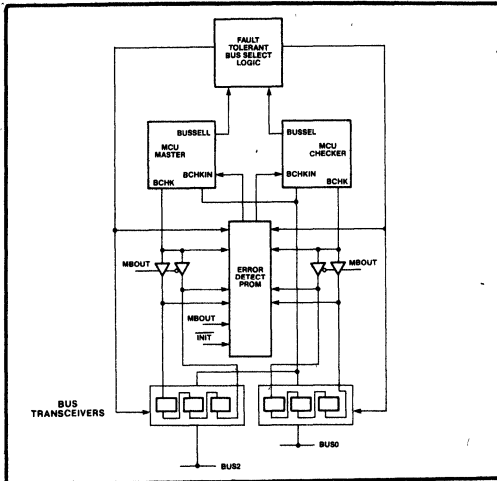 FAULT
TOLERANT
BUS SELECT
LOGIC
BUSSELL
MCU
MASTER
BCHKIN
BCHK
BUSSEL
MCU
CHECKER
BCHKIN
BCHK
MBOUT
MBOUT
ERROR
DETECT
PROM
MBOUT
INIT
BUS
TRANSCEIVERS
BUS2
BUS0